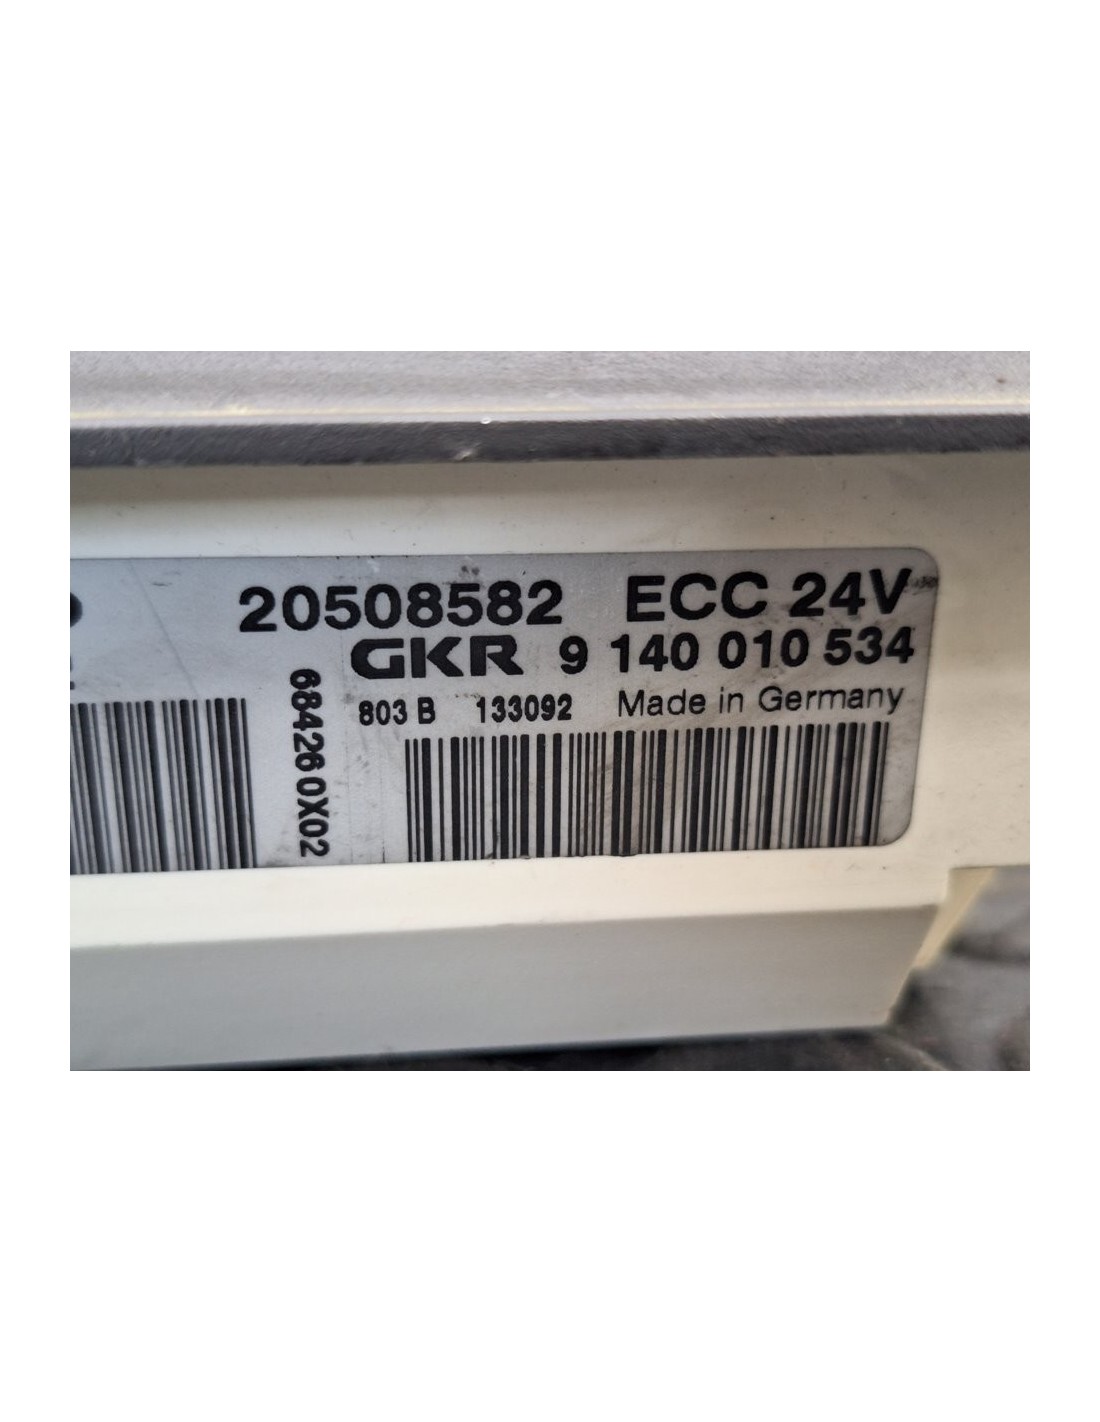 20508582 ECC 24V
GKR 9 140 010 534
803 B 133092 Made in Germany
684260X02